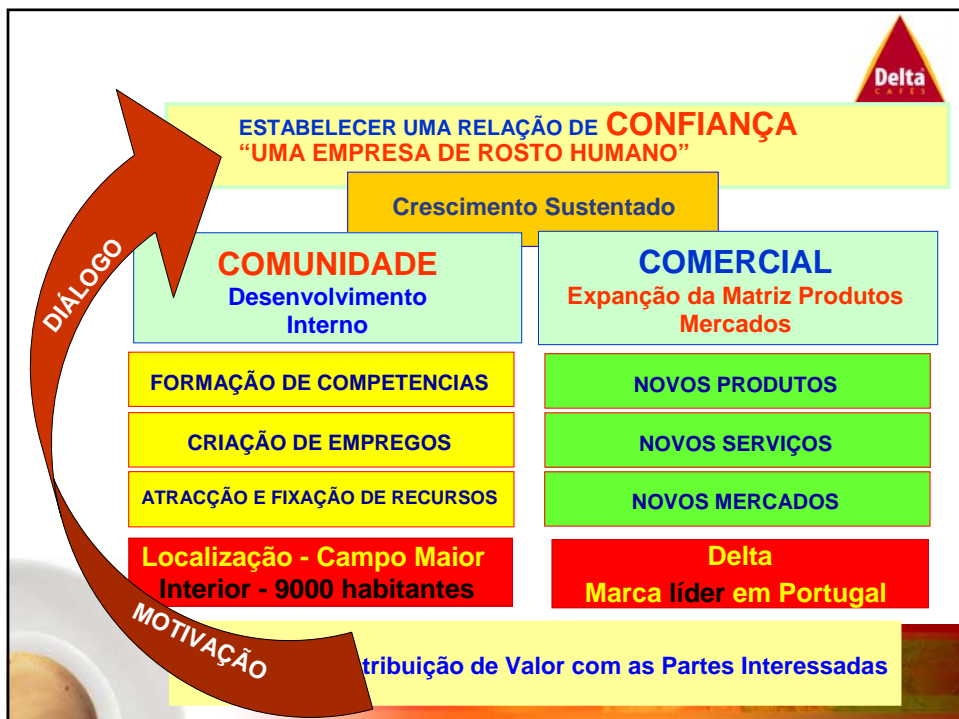 Delta
CAFÉS
ESTABELECER UMA RELAÇÃO DE CONFIANÇA
“UMA EMPRESA DE ROSTO HUMANO”
Crescimento Sustentado
DIÁLOGO
COMUNIDADE
Desenvolvimento
Interno
COMERCIAL
Expanção da Matriz Produtos
Mercados
FORMAÇÃO DE COMPETENCIAS
NOVOS PRODUTOS
CRIAÇÃO DE EMPREGOS
NOVOS SERVIÇOS
ATRACÇÃO E FIXAÇÃO DE RECURSOS
NOVOS MERCADOS
Localização - Campo Maior
Interior - 9000 habitantes
Delta
Marca líder em Portugal
MOTIVAÇÃO
tribuição de Valor com as Partes Interessadas